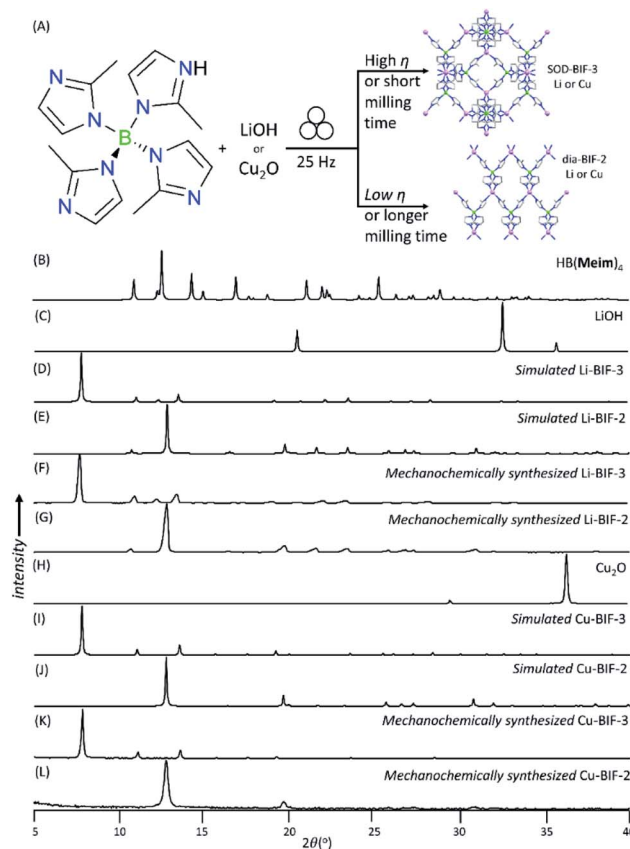 (A)
N
NH
N
N
N
B
N
N
N
+
LiOH
or
Cu₂O
25 Hz
High η
or short
milling
time
Low η
or longer
milling time
SOD-BIF-3
Li or Cu
dia-BIF-2
Li or Cu
(B) HB(Meim)₄
(C) LiOH
(D) Simulated Li-BIF-3
(E) Simulated Li-BIF-2
(F) Mechanochemically synthesized Li-BIF-3
(G) Mechanochemically synthesized Li-BIF-2
(H) Cu₂O
(I) Simulated Cu-BIF-3
(J) Simulated Cu-BIF-2
(K) Mechanochemically synthesized Cu-BIF-3
(L) Mechanochemically synthesized Cu-BIF-2
intensity
5 10 15 20 25 30 35 40
2θ(°)